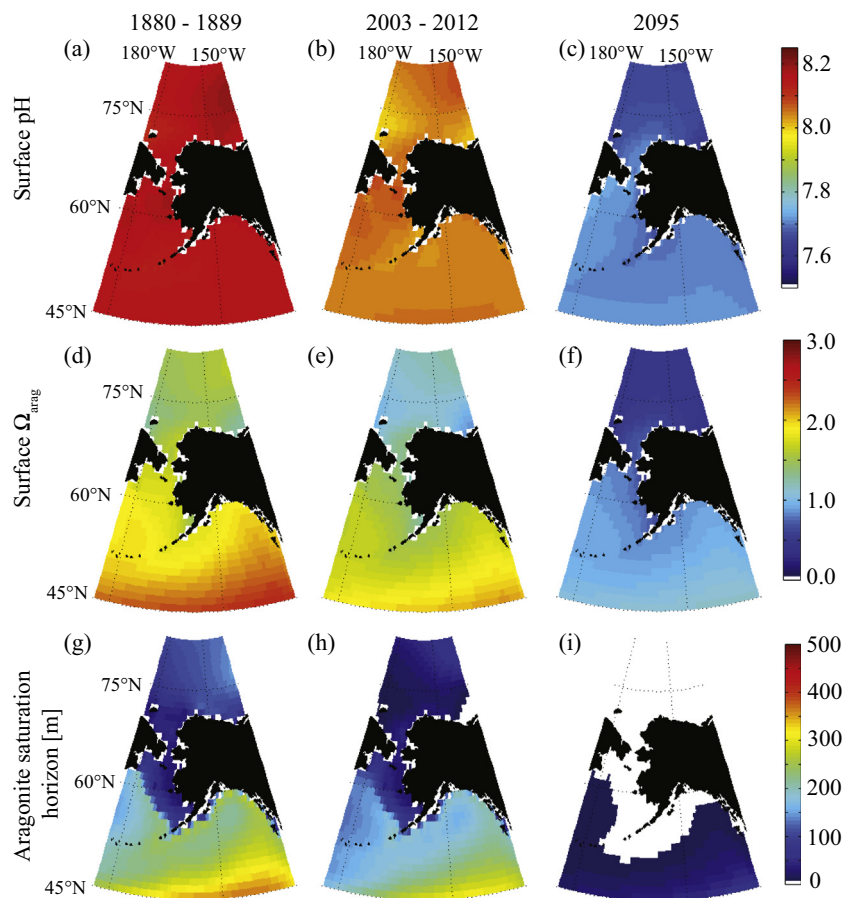 1880 - 1889
2003 - 2012
2095
(a)
180°W
150°W
(b)
180°W
150°W
(c)
180°W
150°W
75°N
60°N
45°N
Surface pH
8.2
8.0
7.8
7.6
(d)
(e)
(f)
75°N
60°N
45°N
Surface Ωarag
3.0
2.0
1.0
0.0
(g)
(h)
(i)
75°N
60°N
45°N
Aragonite saturation
horizon [m]
500
400
300
200
100
0